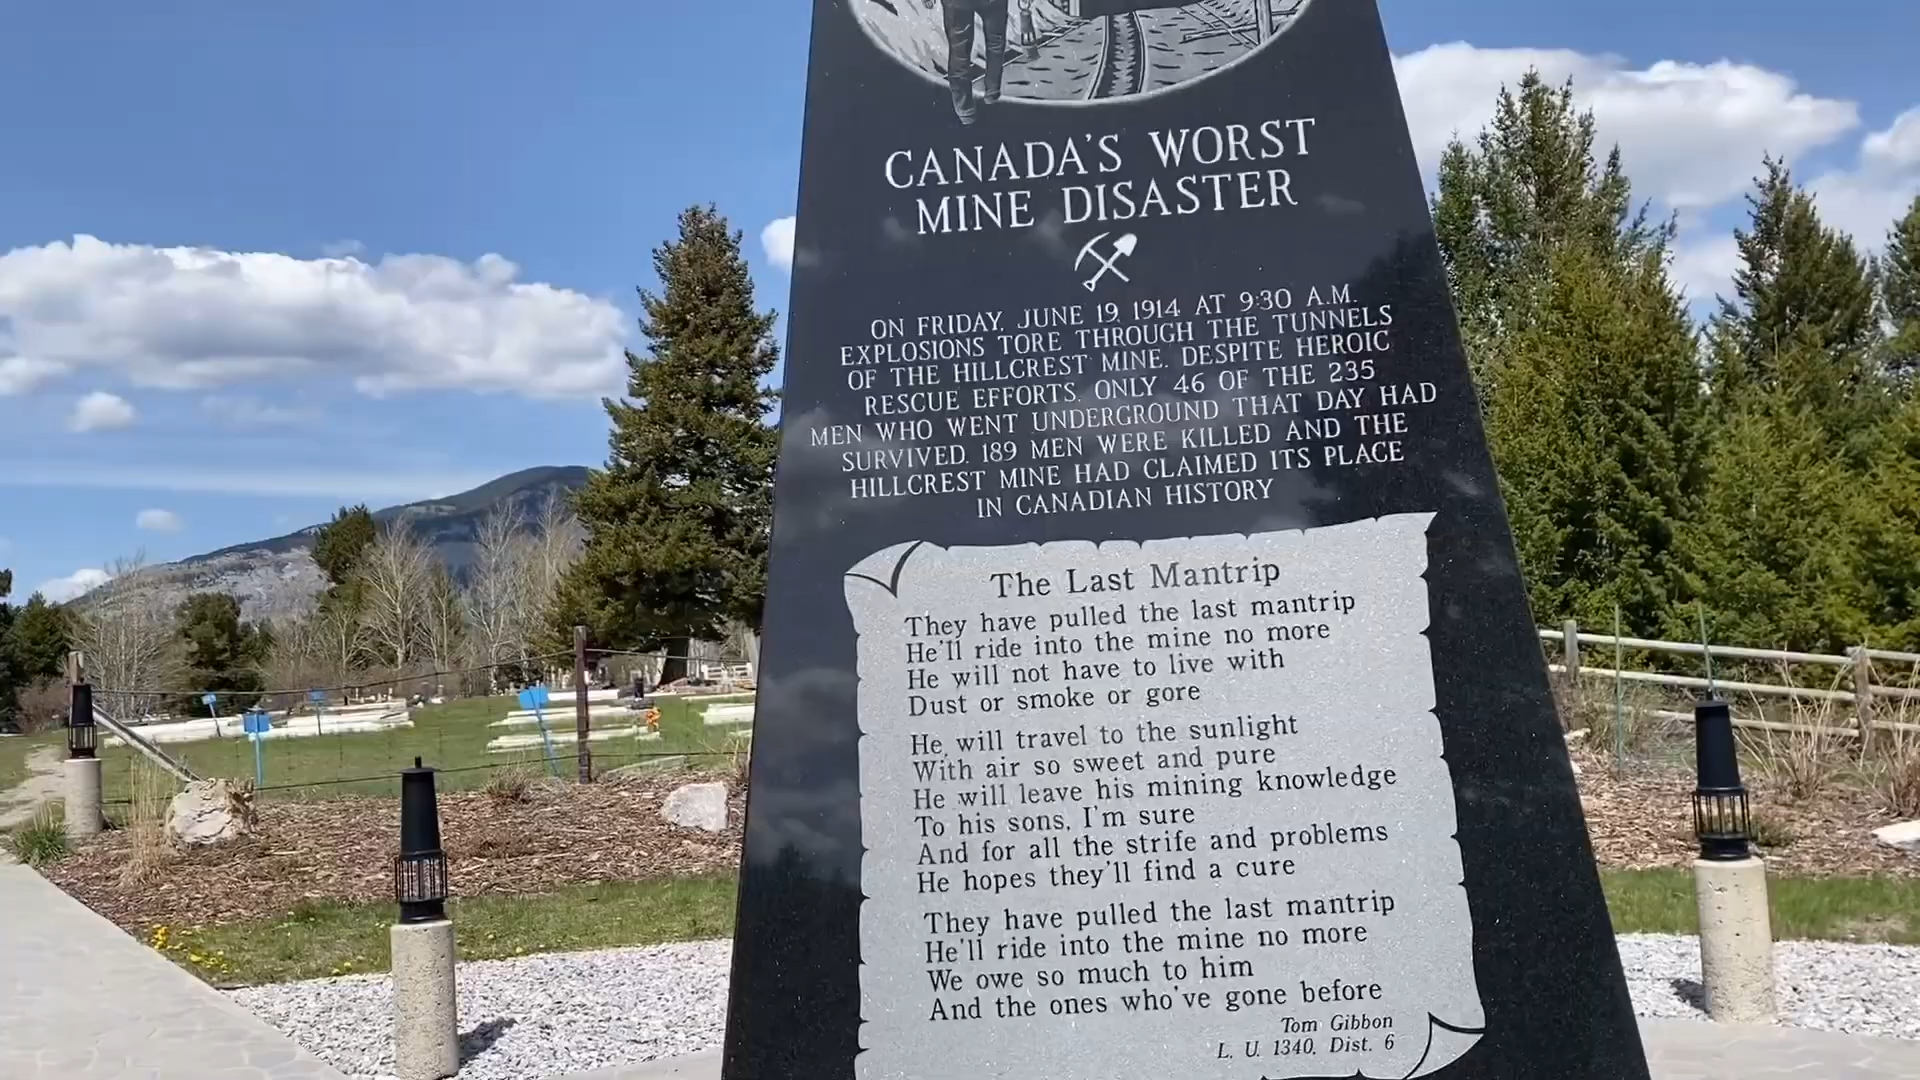 CANADA'S WORST
MINE DISASTER
ON FRIDAY, JUNE 19, 1914 AT 9:30 A.M.
EXPLOSIONS TORE THROUGH THE TUNNELS
OF THE HILLCREST MINE. DESPITE HEROIC
RESCUE EFFORTS. ONLY 46 OF THE 235
MEN WHO WENT UNDERGROUND THAT DAY HAD
SURVIVED. 189 MEN WERE KILLED AND THE
HILLCREST MINE HAD CLAIMED ITS PLACE
IN CANADIAN HISTORY
The Last Mantrip
They have pulled the last mantrip
He'll ride into the mine no more
He will not have to live with
Dust or smoke or gore
He will travel to the sunlight
With air so sweet and pure
He will leave his mining knowledge
To his sons, I'm sure
And for all the strife and problems
He hopes they'll find a cure
They have pulled the last mantrip
He'll ride into the mine no more
We owe so much to him
And the ones who've gone before
Tom Gibbon
L. U. 1340, Dist. 6